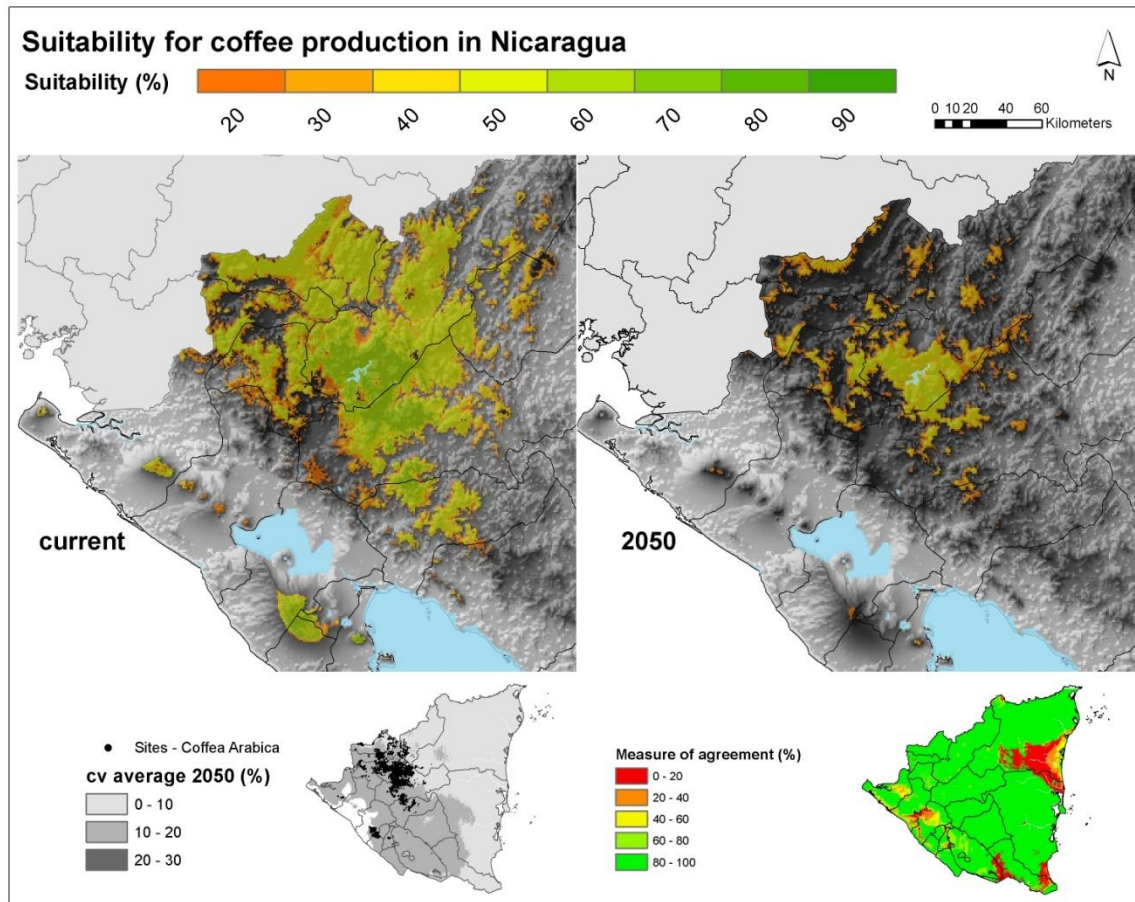 Suitability for coffee production in Nicaragua
Suitability (%)
20 30 40 50 60 70 80 90
N
0 10 20 40 60
Kilometers
current
2050
Sites - Coffea Arabica
cv average 2050 (%)
0 - 10
10 - 20
20 - 30
Measure of agreement (%)
0 - 20
20 - 40
40 - 60
60 - 80
80 - 100